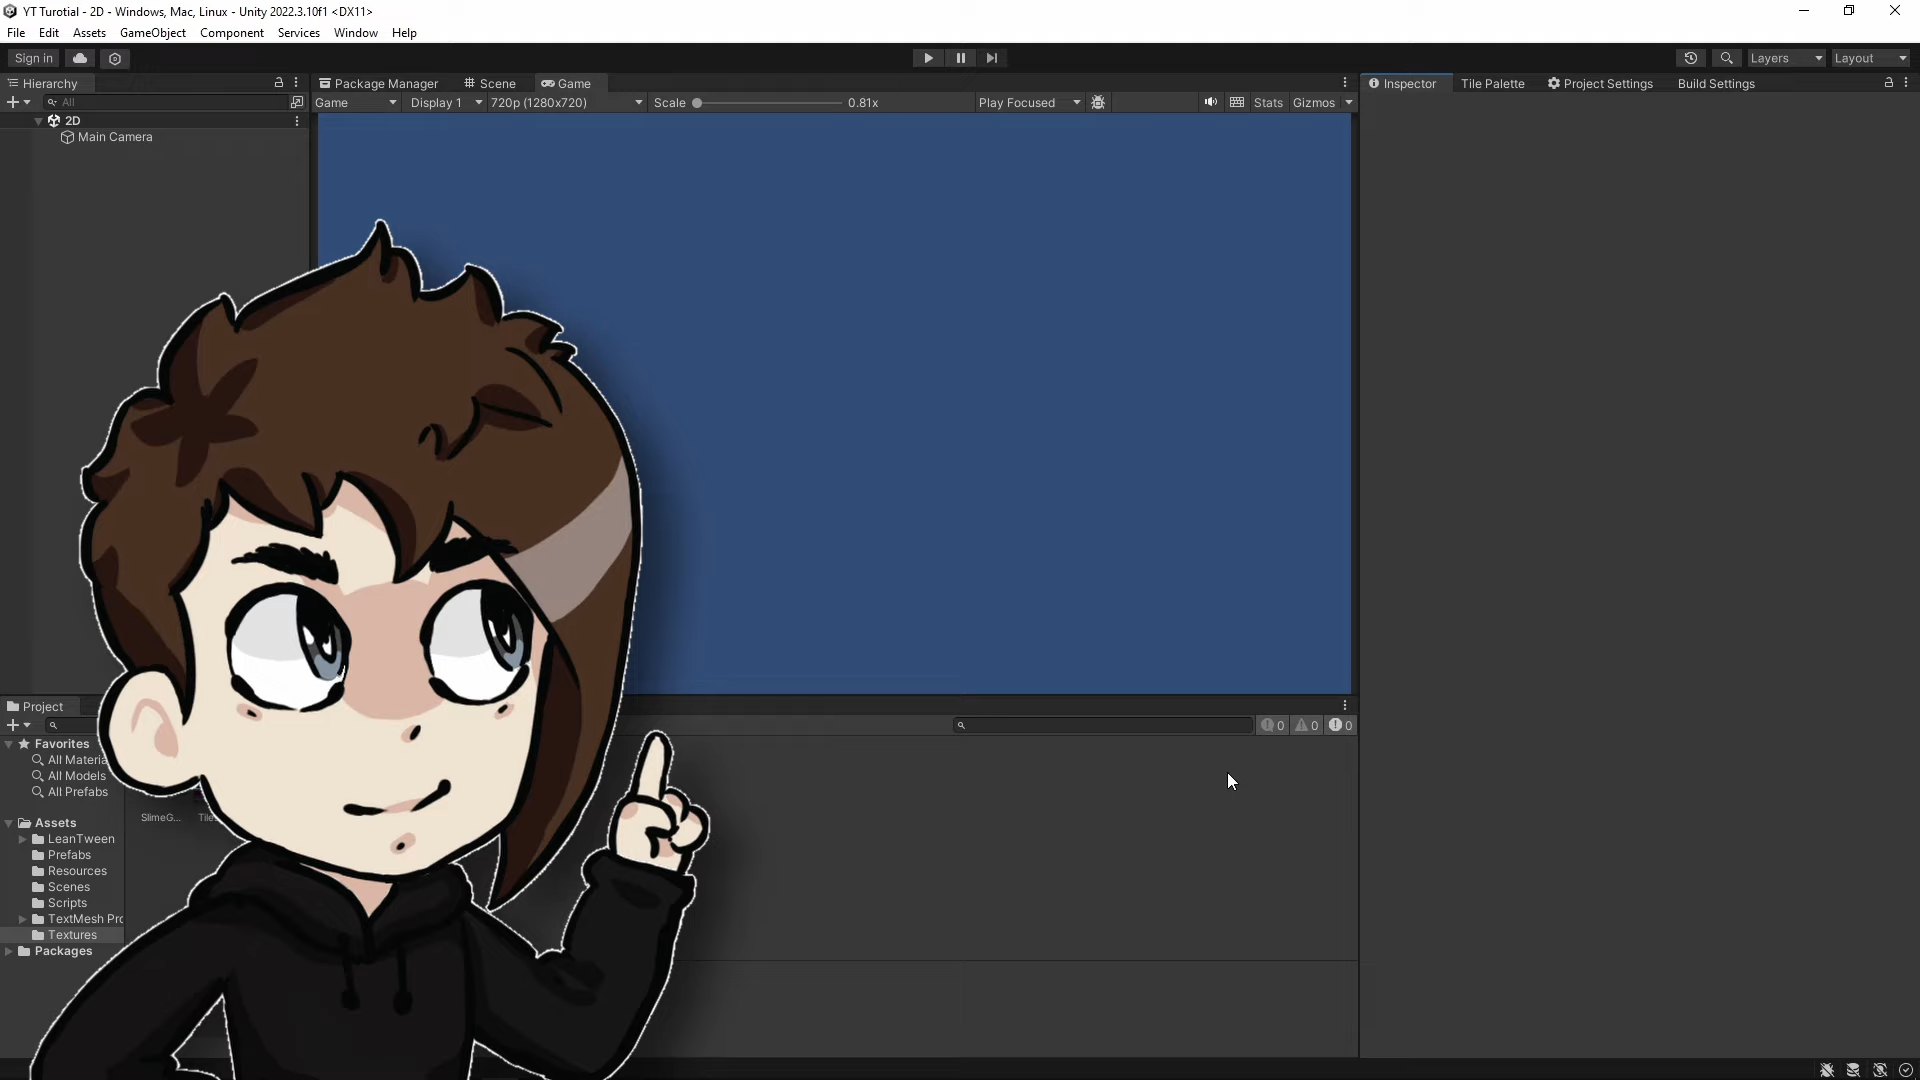 YT Turotial - 2D - Windows, Mac, Linux - Unity 2022.3.10f1 <DX11>
File Edit Assets GameObject Component Services Window Help
Sign in
Layers
Layout
Hierarchy
Package Manager
Scene
Game
Inspector
Tile Palette
Project Settings
Build Settings
All
Game
Display 1
720p (1280x720)
Scale
0.81x
Play Focused
Stats
Gizmos
2D
Main Camera
Project
0
0
0
Favorites
All Materia
All Models
All Prefabs
SlimeG...
Assets
LeanTween
Prefabs
Resources
Scenes
Scripts
TextMesh Pro
Textures
Packages